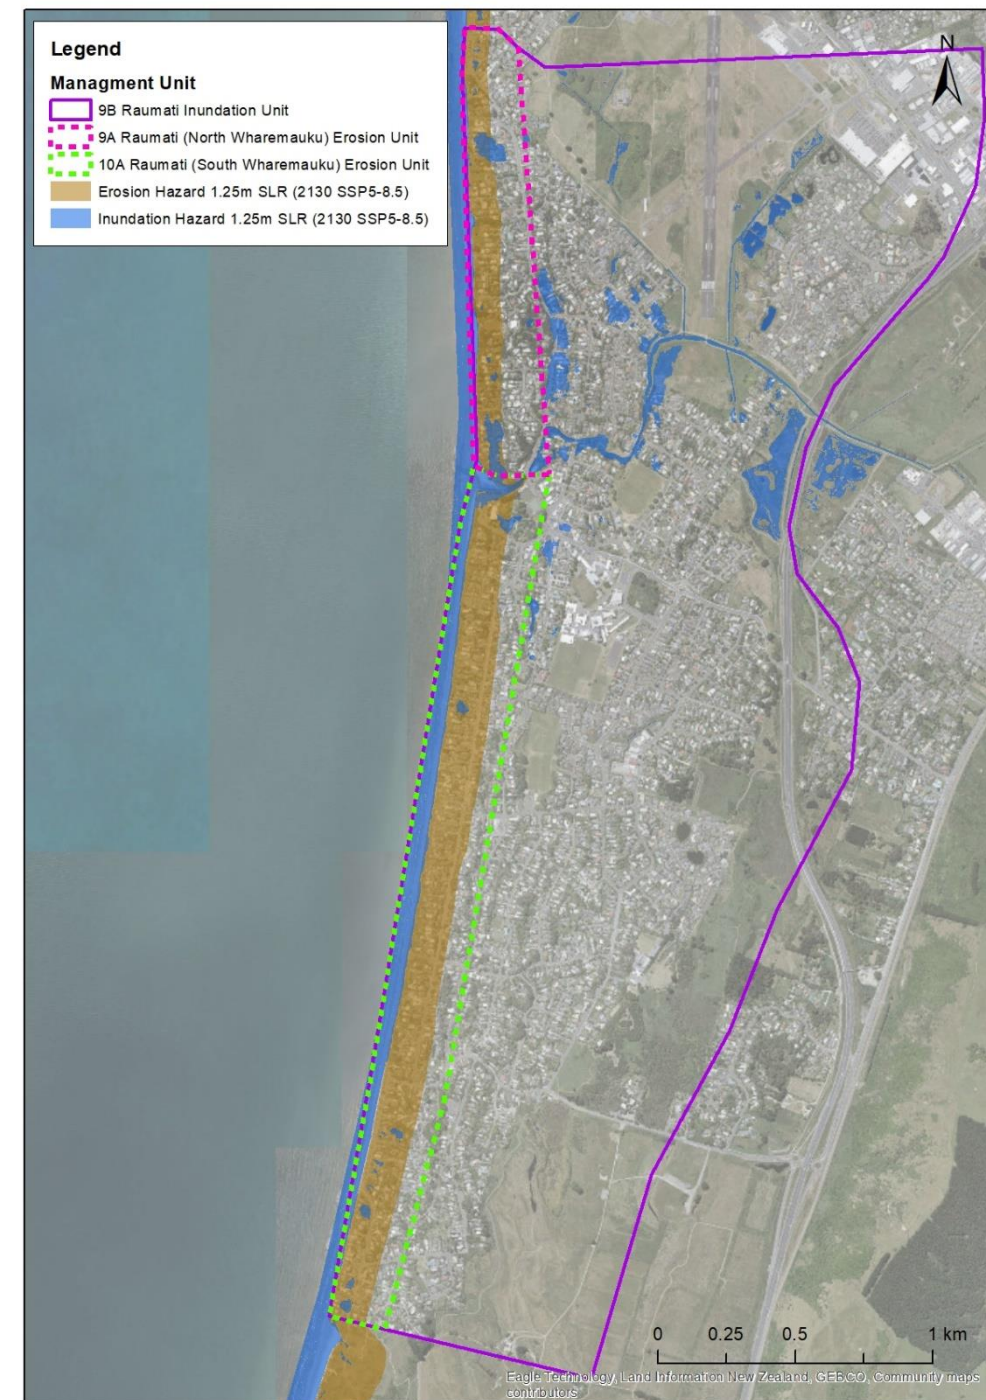 Legend
Managment Unit
9B Raumati Inundation Unit
9A Raumati (North Wharemauku) Erosion Unit
10A Raumati (South Wharemauku) Erosion Unit
Erosion Hazard 1.25m SLR (2130 SSP5-8.5)
Inundation Hazard 1.25m SLR (2130 SSP5-8.5)
N
0 0.25 0.5 1 km
Eagle Technology, Land Information New Zealand, GEBCO, Community maps
contributors